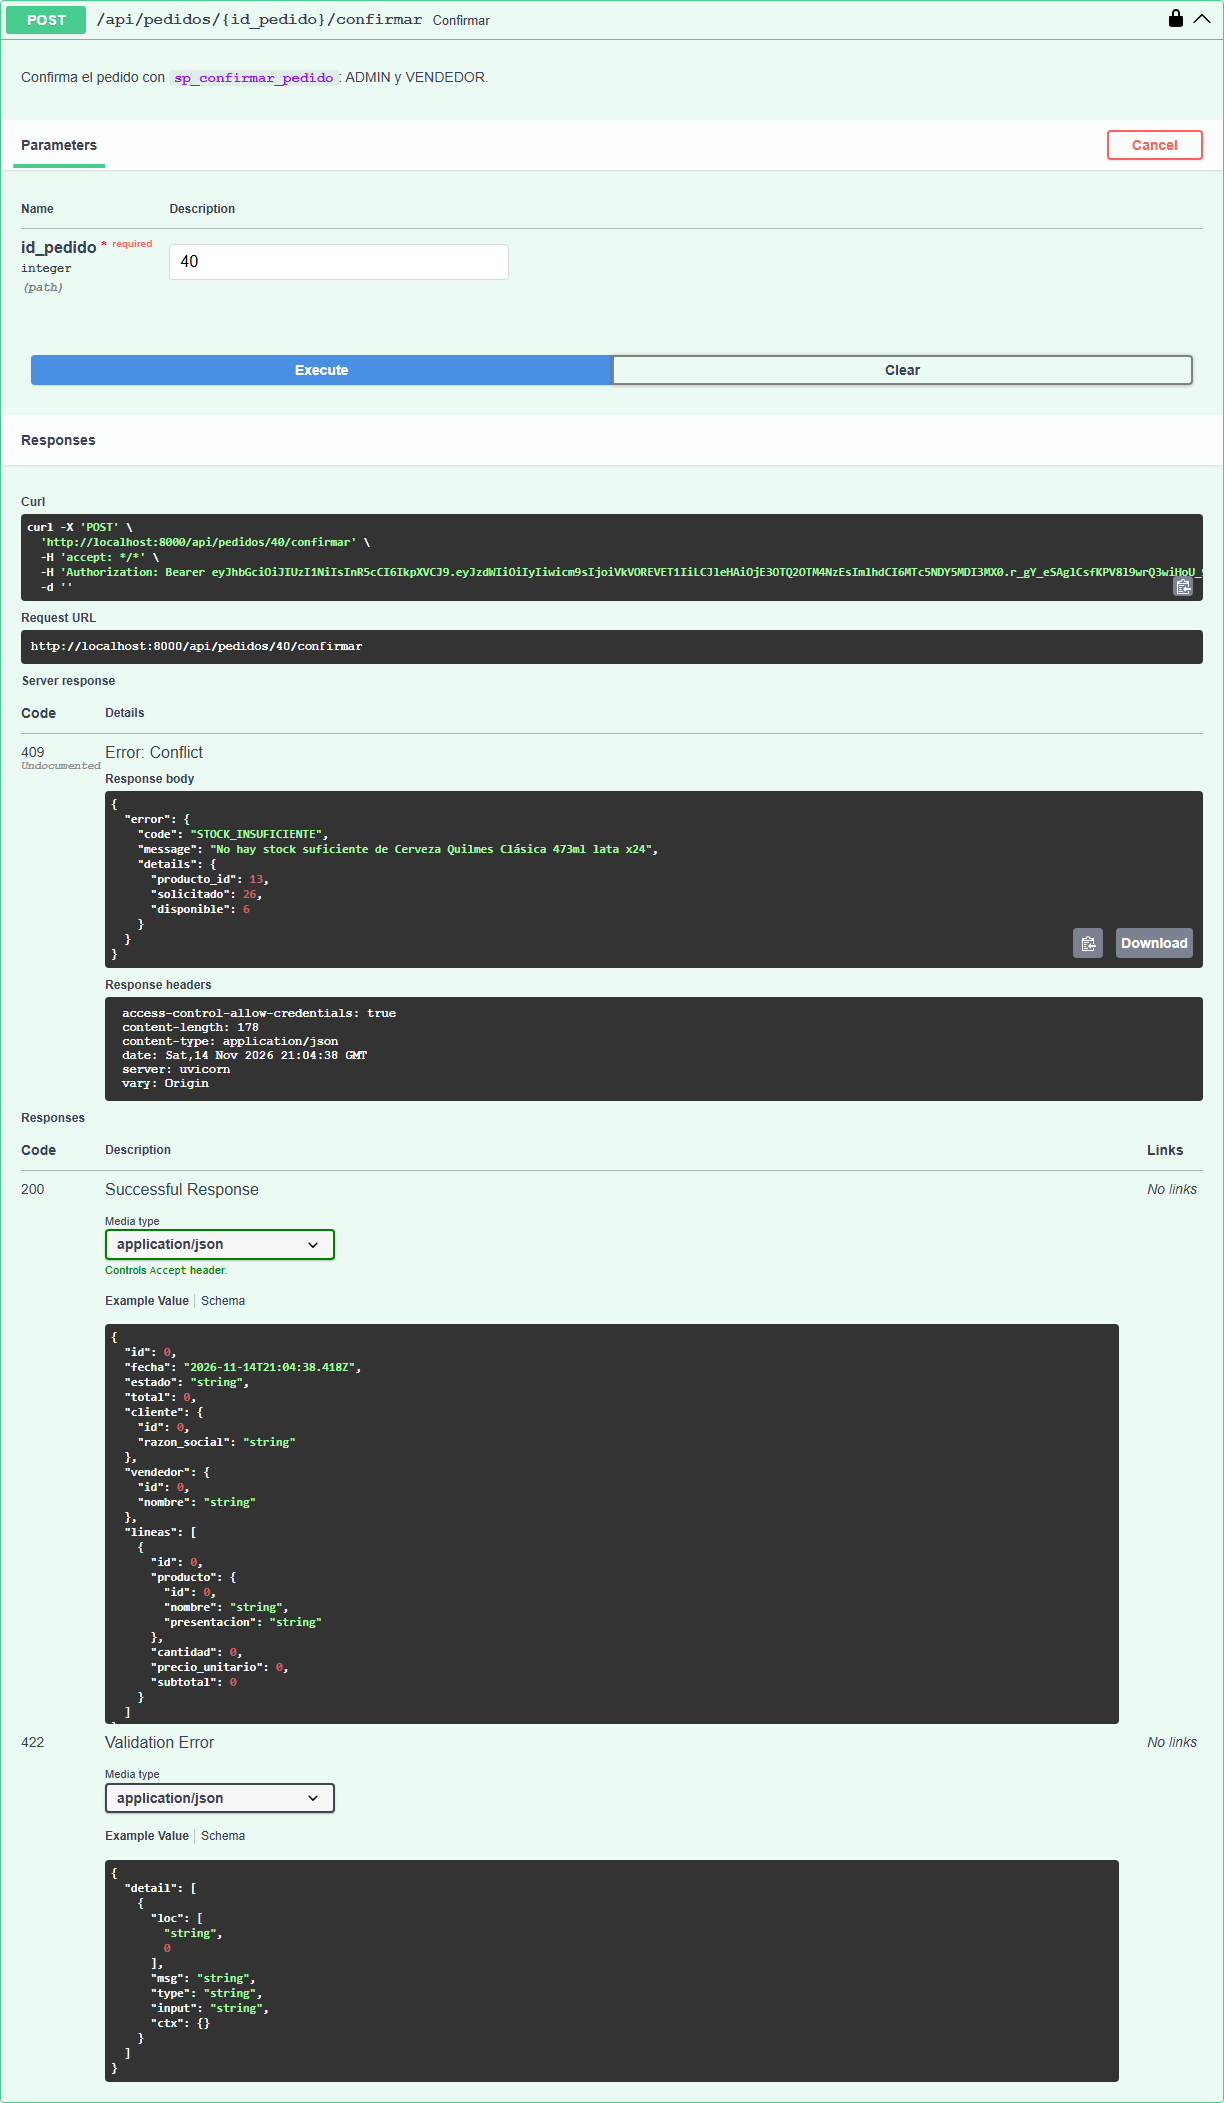 POST /api/pedidos/{id_pedido}/confirmar Confirmar
Confirma el pedido con sp_confirmar_pedido: ADMIN y VENDEDOR.
Parameters
Cancel
Name Description
id_pedido * required
integer
(path)
40
Execute Clear
Responses
Curl
curl -X 'POST' \
  'http://localhost:8000/api/pedidos/40/confirmar' \
  -H 'accept: */*' \
  -H 'Authorization: Bearer
  -d ''
Request URL
http://localhost:8000/api/pedidos/40/confirmar
Server response
Code Details
409 Error: Conflict
Undocumented
Response body
{
  "error": {
    "code": "STOCK_INSUFICIENTE",
    "message": "No hay stock suficiente de Cerveza Quilmes Clásica 473ml lata x24",
    "details": {
      "producto_id": 13,
      "solicitado": 26,
      "disponible": 6
    }
  }
}
Download
Response headers
access-control-allow-credentials: true
content-length: 178
content-type: application/json
date: Sat,14 Nov 2026 21:04:38 GMT
server: uvicorn
vary: Origin
Responses
Code Description Links
200 Successful Response No links
Media type
application/json
Controls Accept header.
Example Value Schema
{
  "id": 0,
  "fecha": "2026-11-14T21:04:38.418Z",
  "estado": "string",
  "total": 0,
  "cliente": {
    "id": 0,
    "razon_social": "string"
  },
  "vendedor": {
    "id": 0,
    "nombre": "string"
  },
  "lineas": [
    {
      "id": 0,
      "producto": {
        "id": 0,
        "nombre": "string",
        "presentacion": "string"
      },
      "cantidad": 0,
      "precio_unitario": 0,
      "subtotal": 0
    }
  ]
422 Validation Error No links
Media type
application/json
Example Value Schema
{
  "detail": [
    {
      "loc": [
        "string",
        0
      ],
      "msg": "string",
      "type": "string",
      "input": "string",
      "ctx": {}
    }
  ]
}